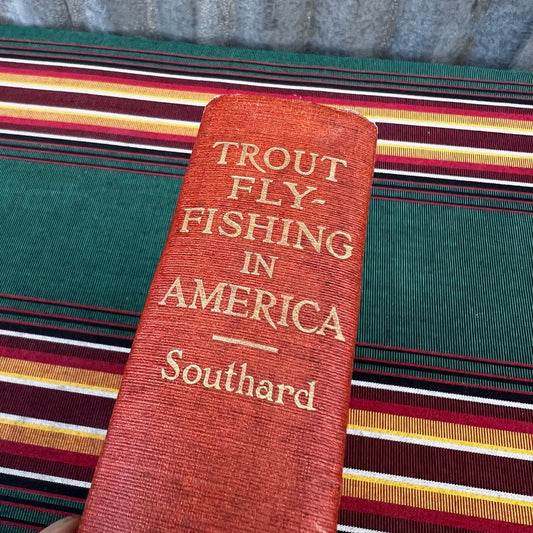 TROUT
FLY-
FISHING
IN
AMERICA
Southard